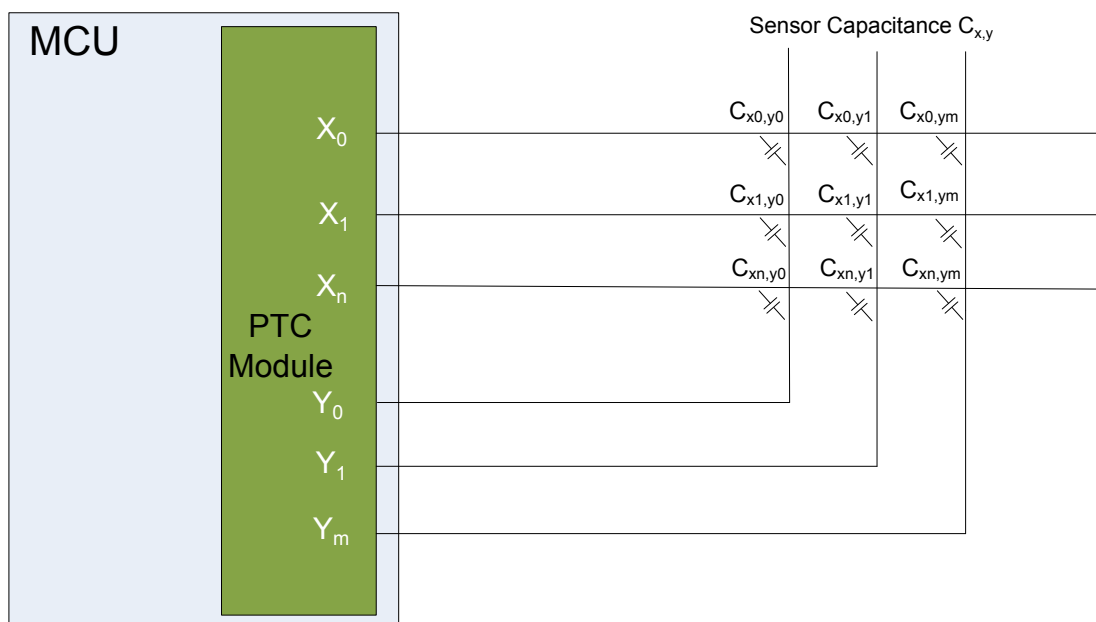 MCU
Sensor Capacitance Cx,y
X0
Cx0,y0 Cx0,y1 Cx0,ym
X1
Cx1,y0 Cx1,y1 Cx1,ym
Xn
Cxn,y0 Cxn,y1 Cxn,ym
PTC
Module
Y0
Y1
Ym